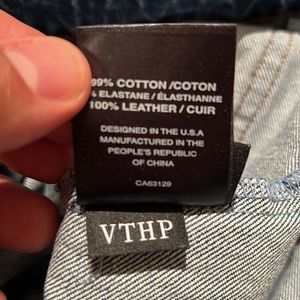 99% COTTON / COTON
% ELASTANE / ÉLASTHANNE
100% LEATHER / CUIR
DESIGNED IN THE U.S.A
MANUFACTURED IN THE
PEOPLE'S REPUBLIC
OF CHINA
CA63129
VTHP